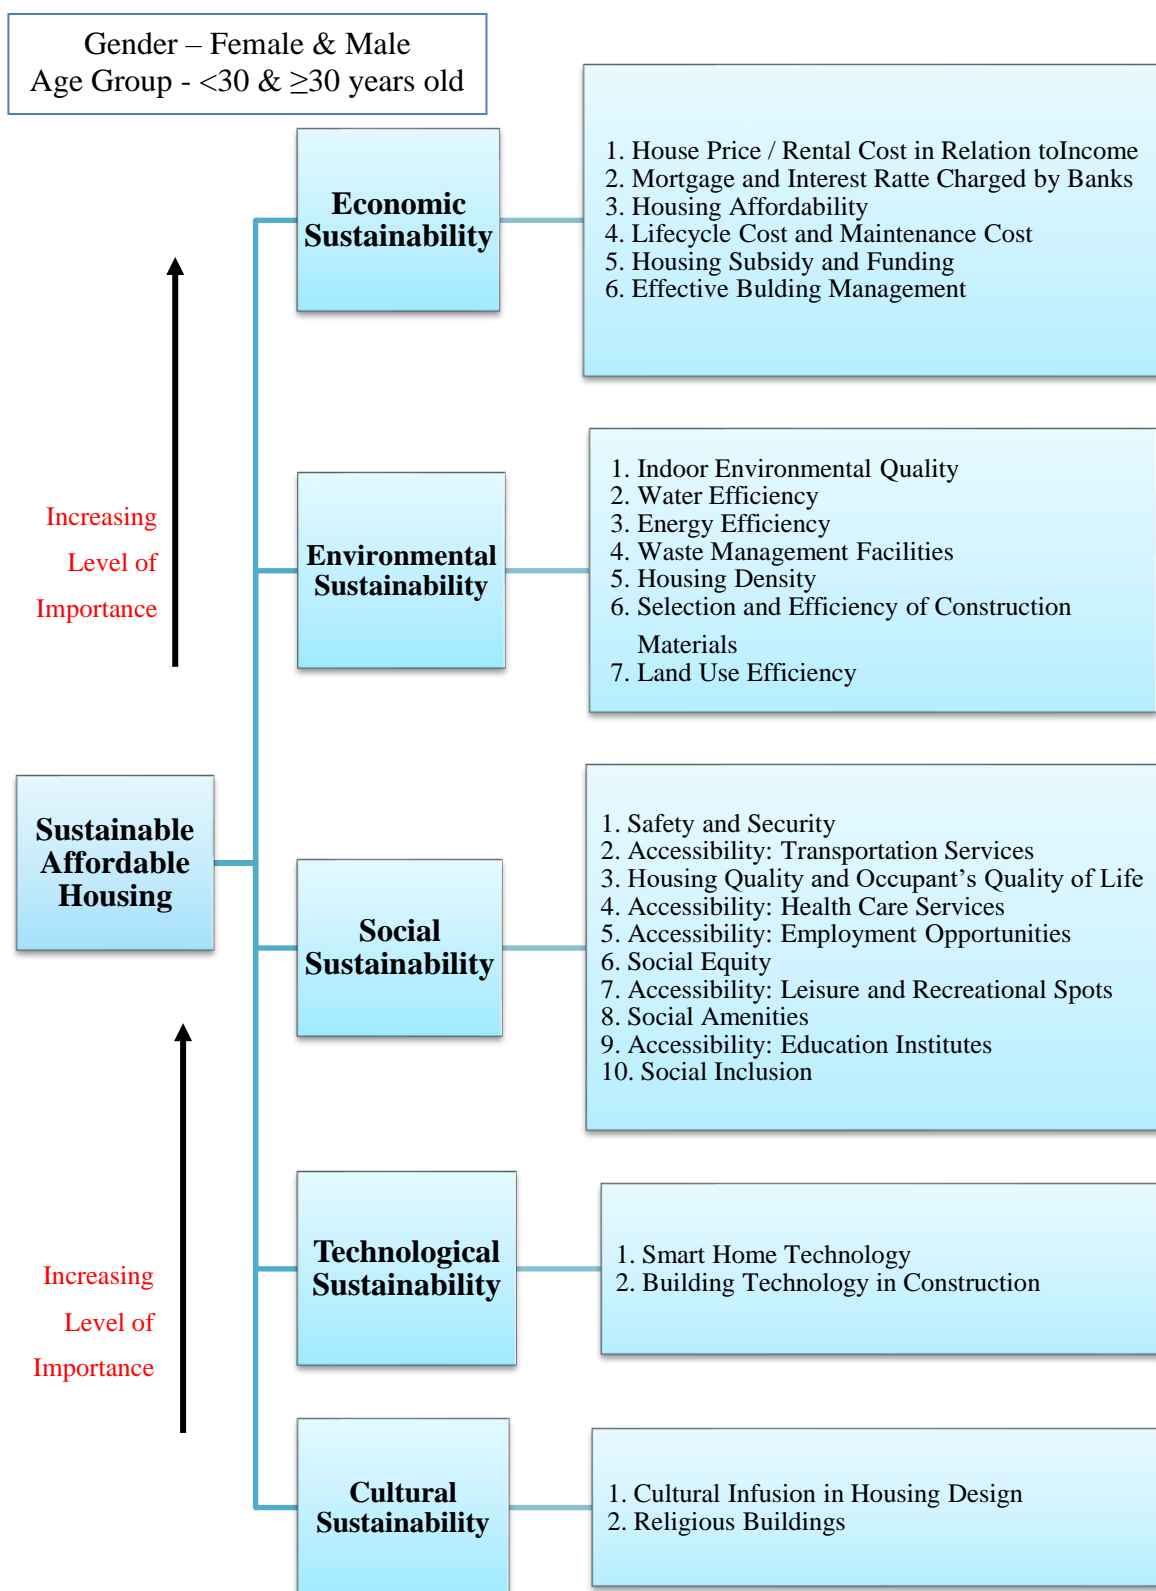 Gender – Female & Male
Age Group - <30 & ≥30 years old
Economic
Sustainability
1. House Price / Rental Cost in Relation toIncome
2. Mortgage and Interest Ratte Charged by Banks
3. Housing Affordability
4. Lifecycle Cost and Maintenance Cost
5. Housing Subsidy and Funding
6. Effective Bulding Management
Increasing
Level of
Importance
Environmental
Sustainability
1. Indoor Environmental Quality
2. Water Efficiency
3. Energy Efficiency
4. Waste Management Facilities
5. Housing Density
6. Selection and Efficiency of Construction
Materials
7. Land Use Efficiency
Sustainable
Affordable
Housing
Social
Sustainability
1. Safety and Security
2. Accessibility: Transportation Services
3. Housing Quality and Occupant’s Quality of Life
4. Accessibility: Health Care Services
5. Accessibility: Employment Opportunities
6. Social Equity
7. Accessibility: Leisure and Recreational Spots
8. Social Amenities
9. Accessibility: Education Institutes
10. Social Inclusion
Increasing
Level of
Importance
Technological
Sustainability
1. Smart Home Technology
2. Building Technology in Construction
Cultural
Sustainability
1. Cultural Infusion in Housing Design
2. Religious Buildings